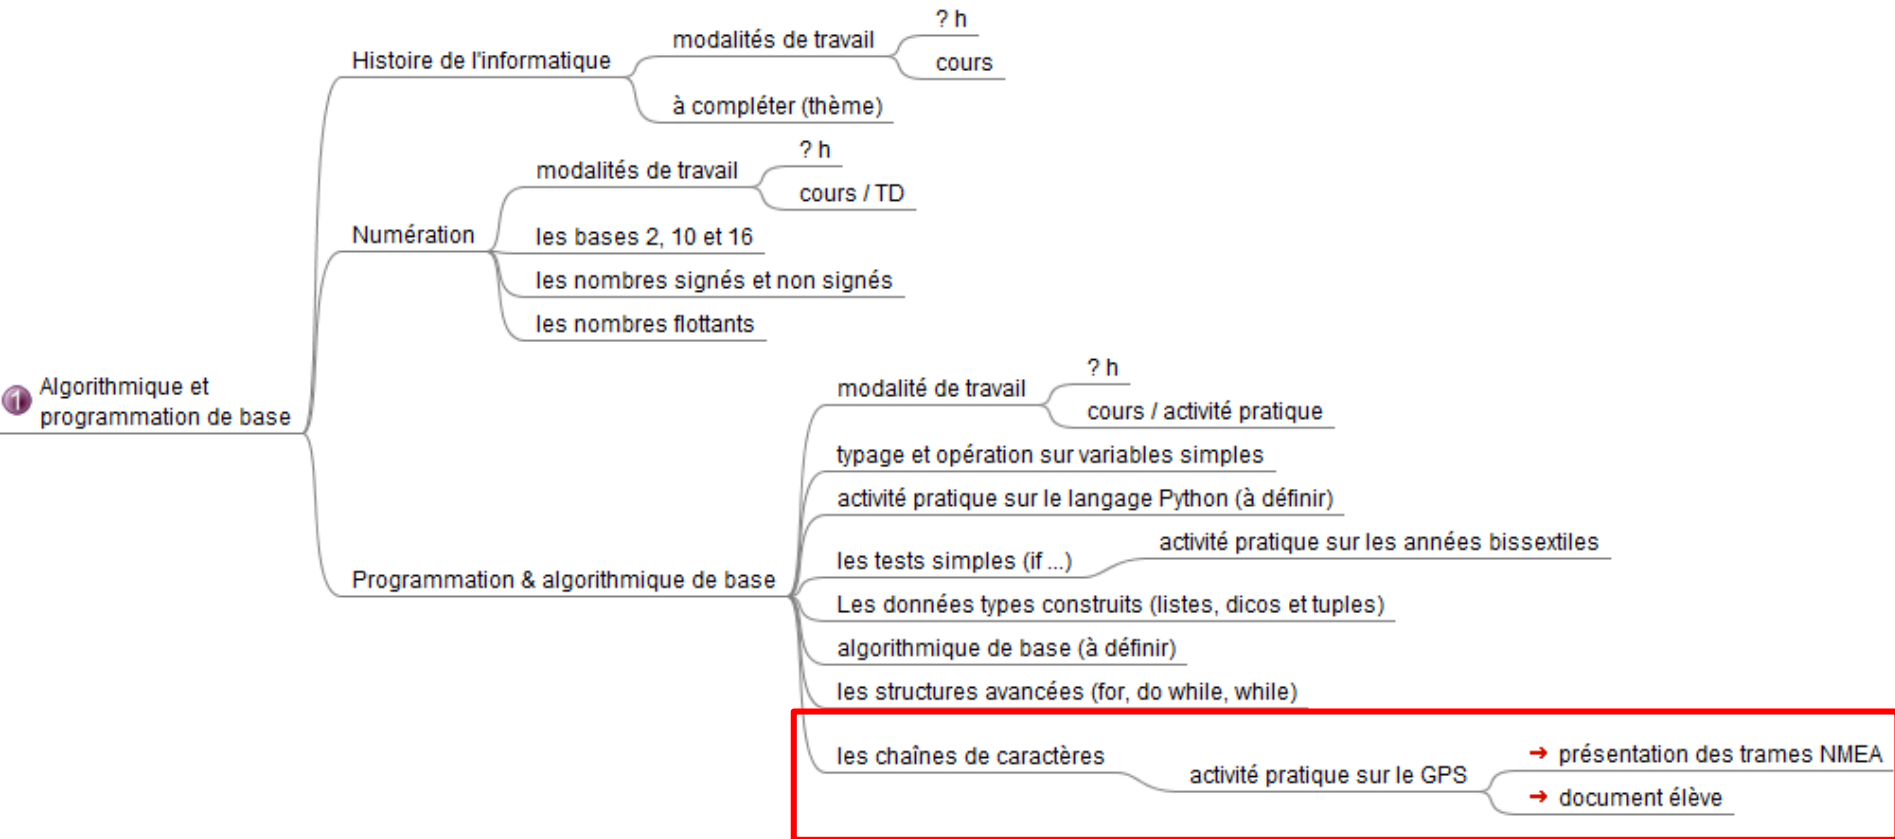 Histoire de l'informatique
modalités de travail
? h
cours
à compléter (thème)
Numération
modalités de travail
? h
cours / TD
les bases 2, 10 et 16
les nombres signés et non signés
les nombres flottants
1 Algorithmique et
programmation de base
Programmation & algorithmique de base
modalité de travail
? h
cours / activité pratique
typage et opération sur variables simples
activité pratique sur le langage Python (à définir)
les tests simples (if ...)
activité pratique sur les années bissextiles
Les données types construits (listes, dicos et tuples)
algorithmique de base (à définir)
les structures avancées (for, do while, while)
les chaînes de caractères
activité pratique sur le GPS
➜ présentation des trames NMEA
➜ document élève